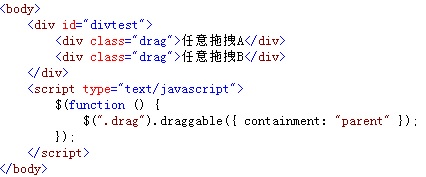 <body>
    <div id="divtest">
        <div class="drag">任意拖拽A</div>
        <div class="drag">任意拖拽B</div>
    </div>
    <script type="text/javascript">
        $(function () {
            $(".drag").draggable({ containment: "parent" });
        });
    </script>
</body>